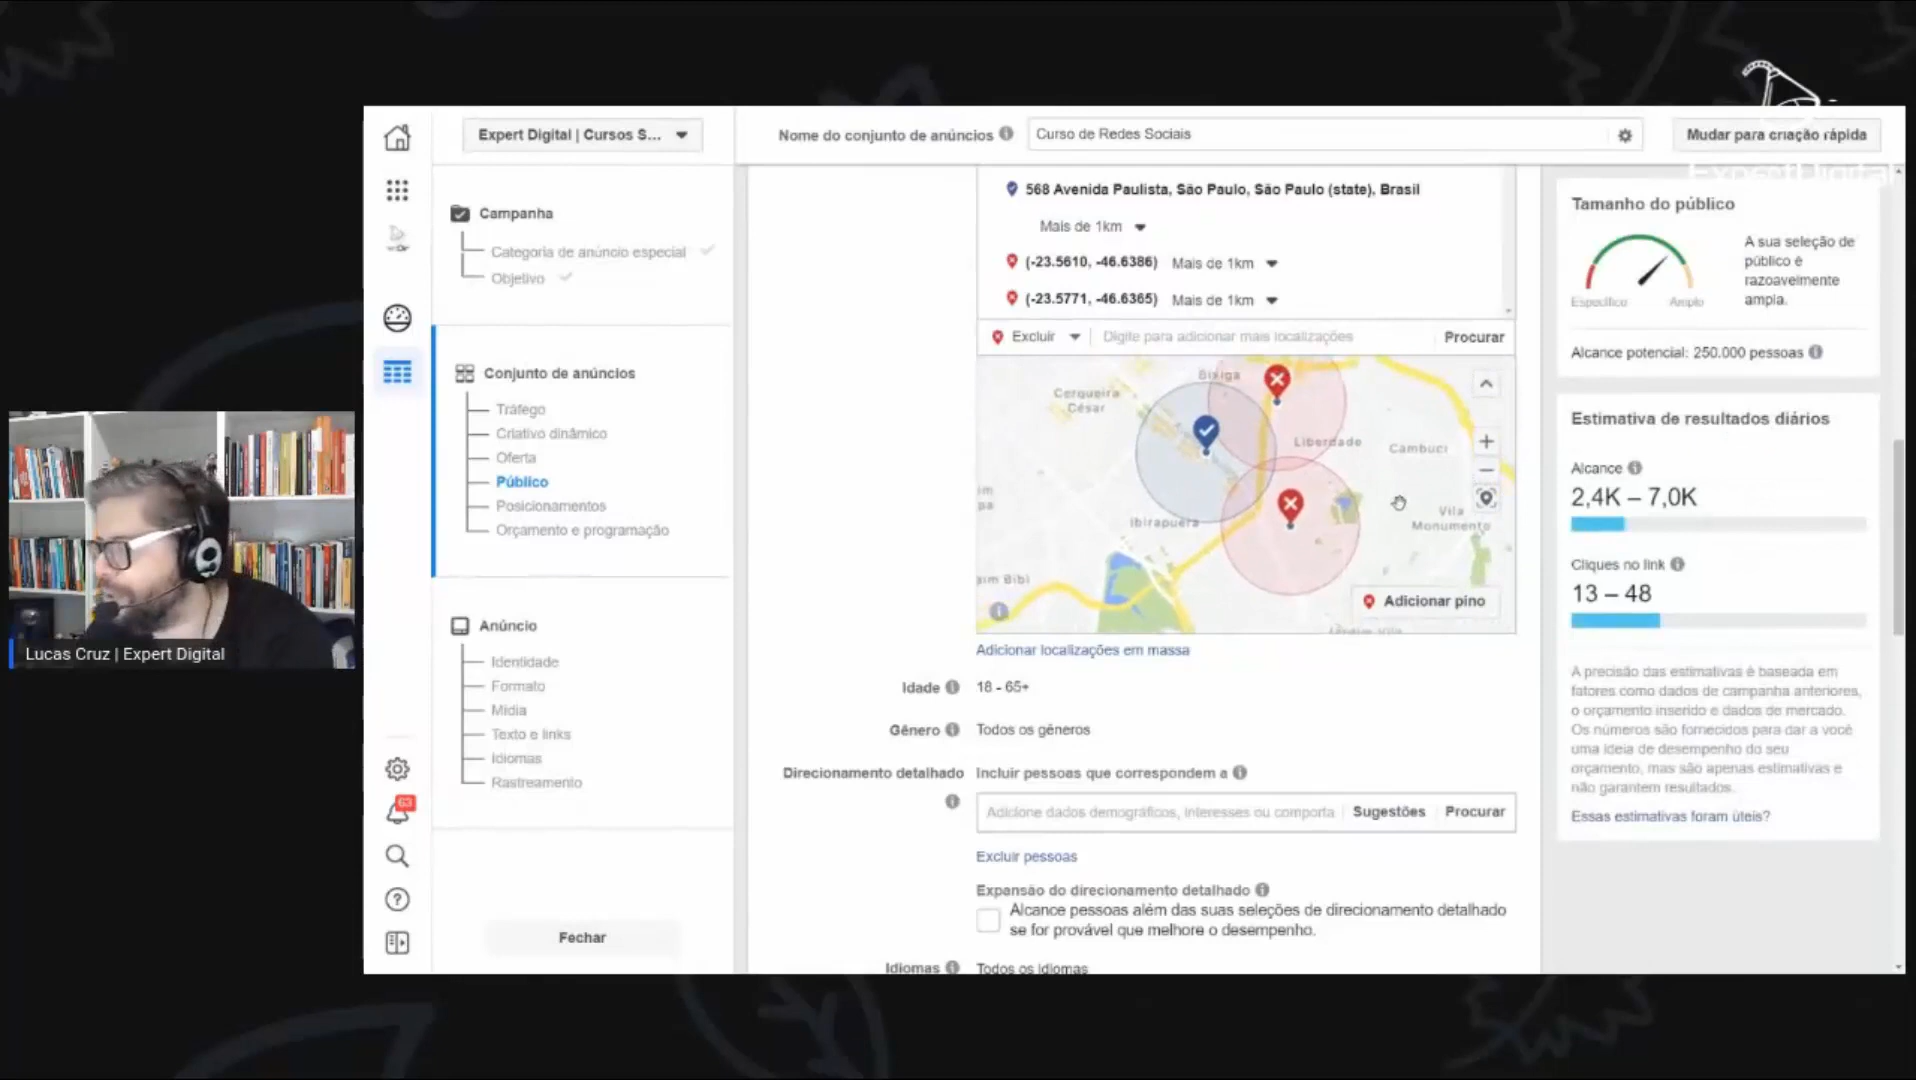 Expert Digital | Cursos S...
Nome do conjunto de anúncios
Curso de Redes Sociais
Mudar para criação rápida
ExpertDigital
Campanha
Categoria de anúncio especial
Objetivo
Conjunto de anúncios
Tráfego
Criativo dinâmico
Oferta
Público
Posicionamentos
Orçamento e programação
Anúncio
Identidade
Formato
Mídia
Texto e links
Idiomas
Rastreamento
63
Fechar
568 Avenida Paulista, São Paulo, São Paulo (state), Brasil
Mais de 1km
(-23.5610, -46.6386) Mais de 1km
(-23.5771, -46.6365) Mais de 1km
Excluir
Digite para adicionar mais localizações
Procurar
Bixiga
Cerqueira
César
Liberdade
Cambuci
Ibirapuera
Vila
Monumento
im Bibi
Adicionar pino
Adicionar localizações em massa
Idade 18 - 65+
Gênero Todos os gêneros
Direcionamento detalhado Incluir pessoas que correspondem a
Adicione dados demográficos, interesses ou comporta
Sugestões
Procurar
Excluir pessoas
Expansão do direcionamento detalhado
Alcance pessoas além das suas seleções de direcionamento detalhado
se for provável que melhore o desempenho.
Idiomas Todos os idiomas
Tamanho do público
A sua seleção de
público é
razoavelmente
ampla.
Específico
Amplo
Alcance potencial: 250.000 pessoas
Estimativa de resultados diários
Alcance
2,4K – 7,0K
Cliques no link
13 – 48
A precisão das estimativas é baseada em
fatores como dados de campanha anteriores,
o orçamento inserido e dados de mercado.
Os números são fornecidos para dar a você
uma ideia de desempenho do seu
orçamento, mas são apenas estimativas e
não garantem resultados.
Essas estimativas foram úteis?
Lucas Cruz | Expert Digital